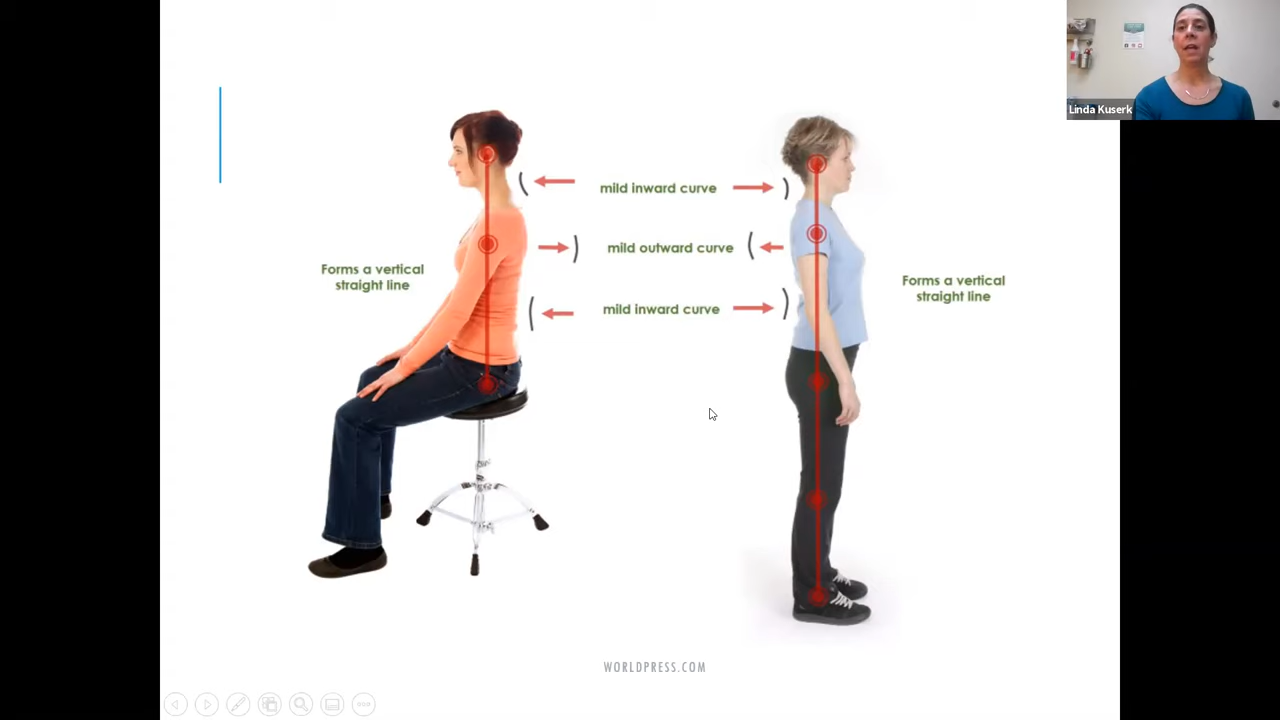 Linda Kuserk
mild inward curve
mild outward curve
Forms a vertical
straight line
Forms a vertical
straight line
mild inward curve
WORLDPRESS.COM